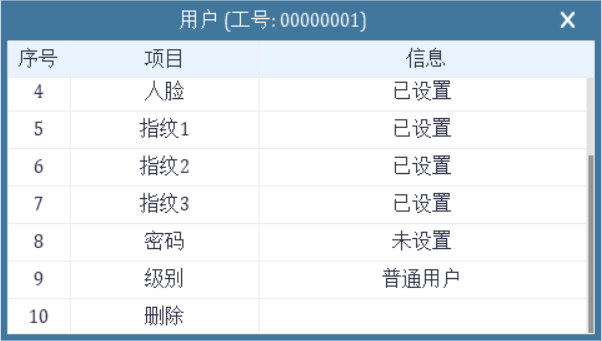 用户 (工号: 00000001) X
序号 项目 信息
4 人脸 已设置
5 指纹1 已设置
6 指纹2 已设置
7 指纹3 已设置
8 密码 未设置
9 级别 普通用户
10 删除